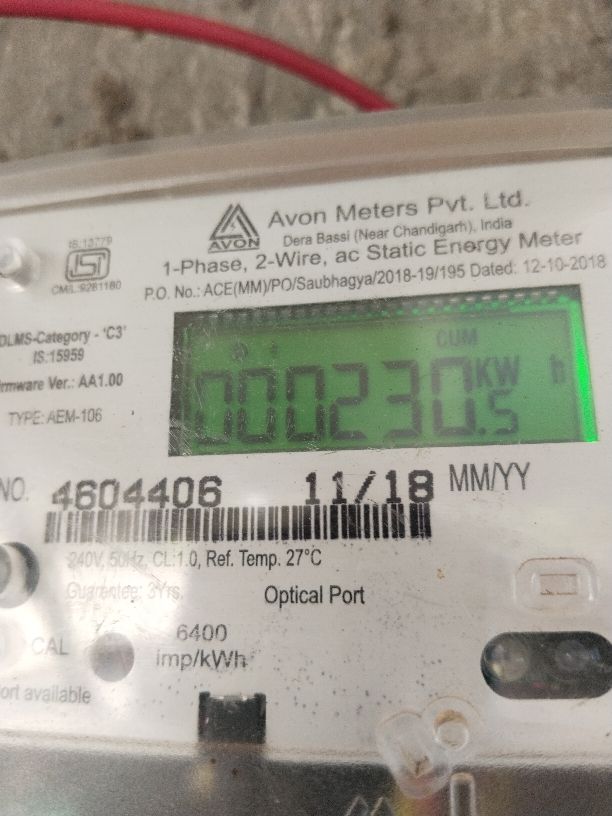 AVON
Avon Meters Pvt. Ltd.
Dera Bassi (Near Chandigarh), India
1-Phase, 2-Wire, ac Static Energy Meter
P.O. No.: ACE(MM)/PO/Saubhagya/2018-19/195 Dated: 12-10-2018
IS:13779
ISI
CM/L:9281180
DLMS-Category - 'C3'
IS:15959
irmware Ver.: AA1.00
TYPE: AEM-106
CUM
000230.5 KW h
NO. 4604406 11/18 MM/YY
240V, 50Hz, CL:1.0, Ref. Temp. 27°C
Guarantee: 3Yrs.
Optical Port
CAL
6400
imp/kWh
ort available